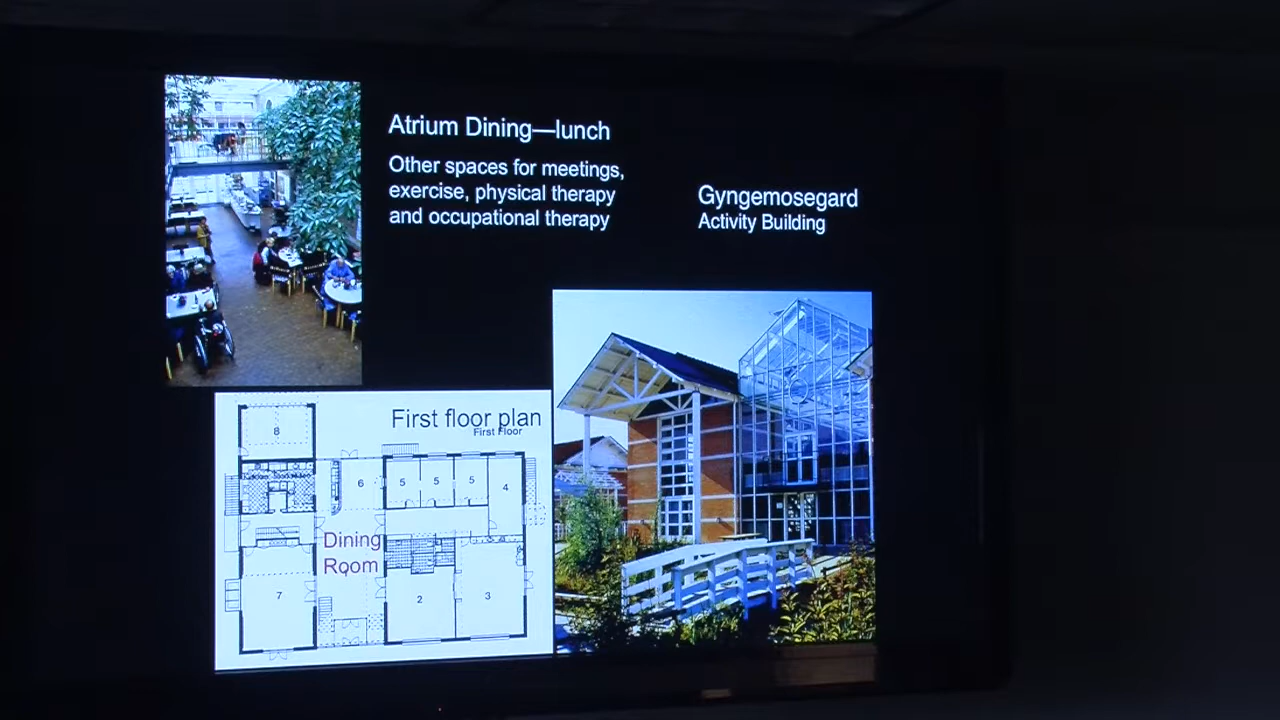 Atrium Dining—lunch
Other spaces for meetings,
exercise, physical therapy
and occupational therapy
Gyngemosegard
Activity Building
First floor plan
First Floor
8
6
5
5
5
4
Dining
Room
7
2
3